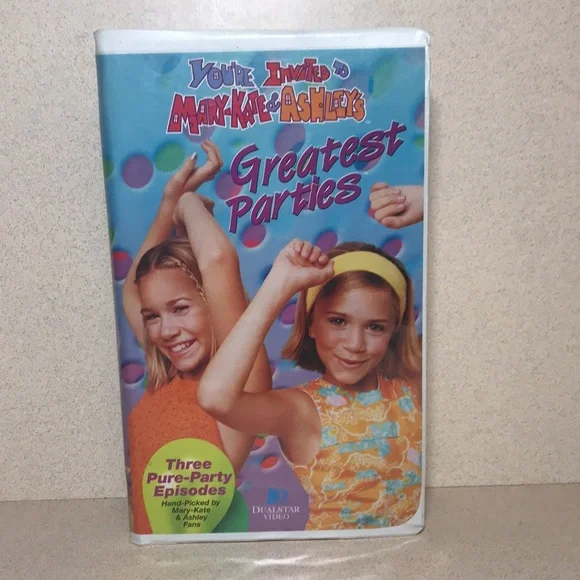 You're Invited to
Mary-Kate & Ashley's
Greatest
Parties
Three
Pure-Party
Episodes
Hand-Picked by
Mary-Kate
& Ashley
Fans
DUALSTAR
VIDEO